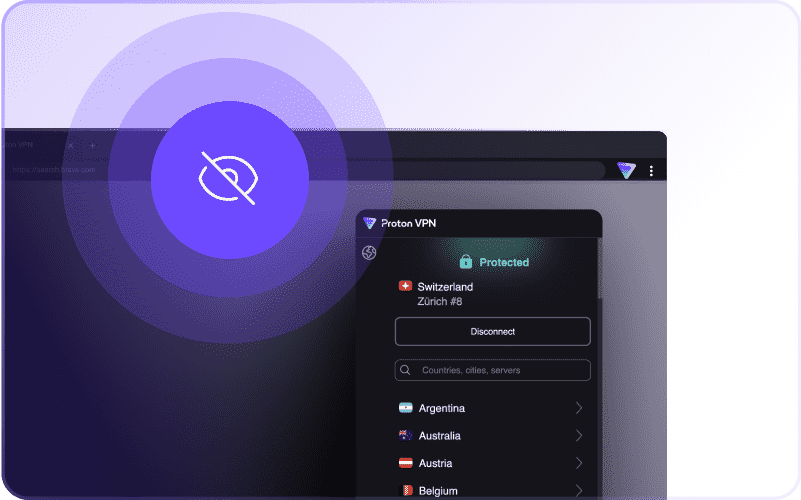 ton VPN
https://search.brave.com
Proton VPN
Protected
Switzerland
Zürich #8
Disconnect
Countries, cities, servers
Argentina
Australia
Austria
Belgium